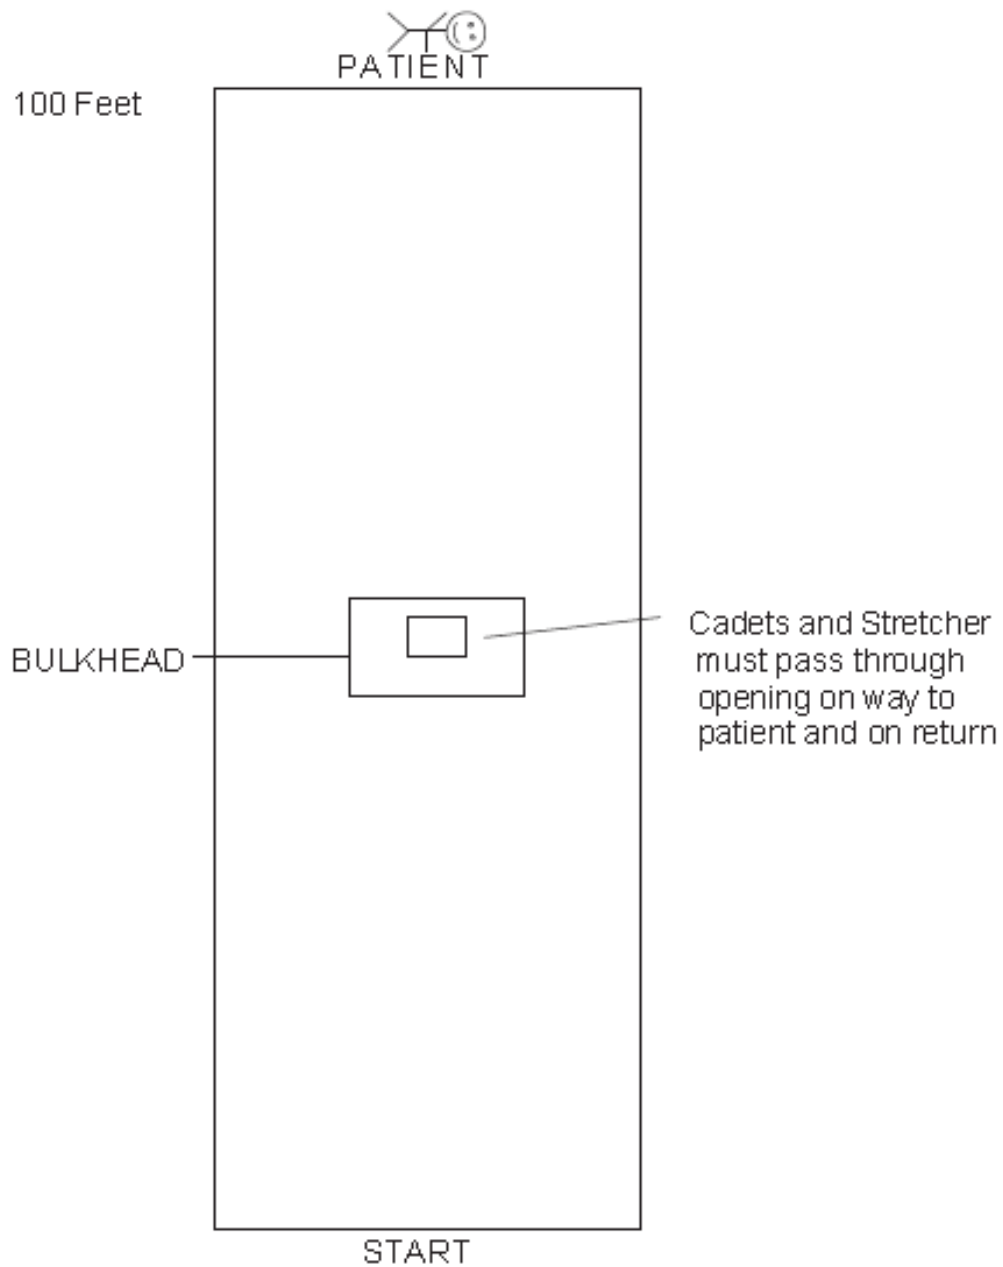 PATIENT
100 Feet
Cadets and Stretcher
must pass through
opening on way to
patient and on return
BULKHEAD
START